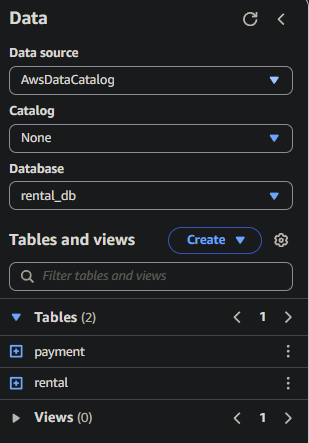 Data
Data source
AwsDataCatalog
Catalog
None
Database
rental_db
Tables and views
Create
Filter tables and views
Tables (2)
1
payment
rental
Views (0)
1